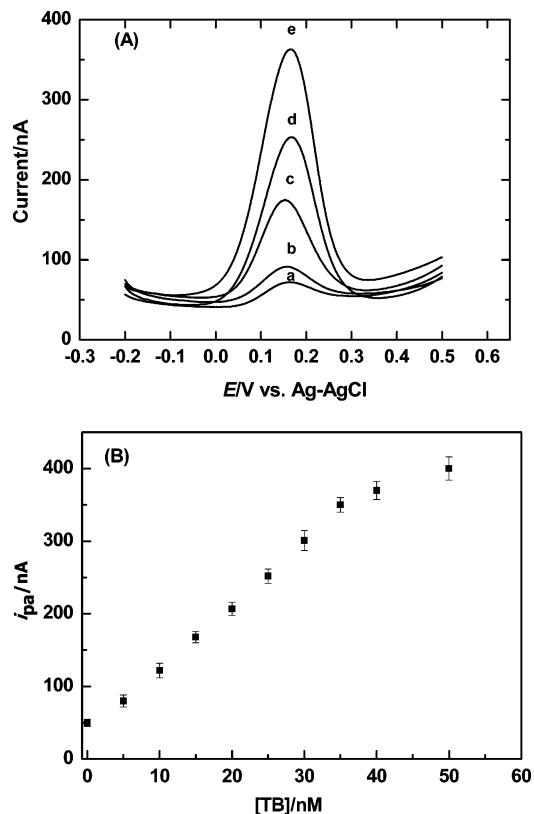 (A)
400
300
200
100
0
Current/nA
e
d
c
b
a
-0.3 -0.2 -0.1 0.0 0.1 0.2 0.3 0.4 0.5 0.6
E/V vs. Ag-AgCl
(B)
400
300
200
100
0
ipa/nA
0 10 20 30 40 50 60
[TB]/nM